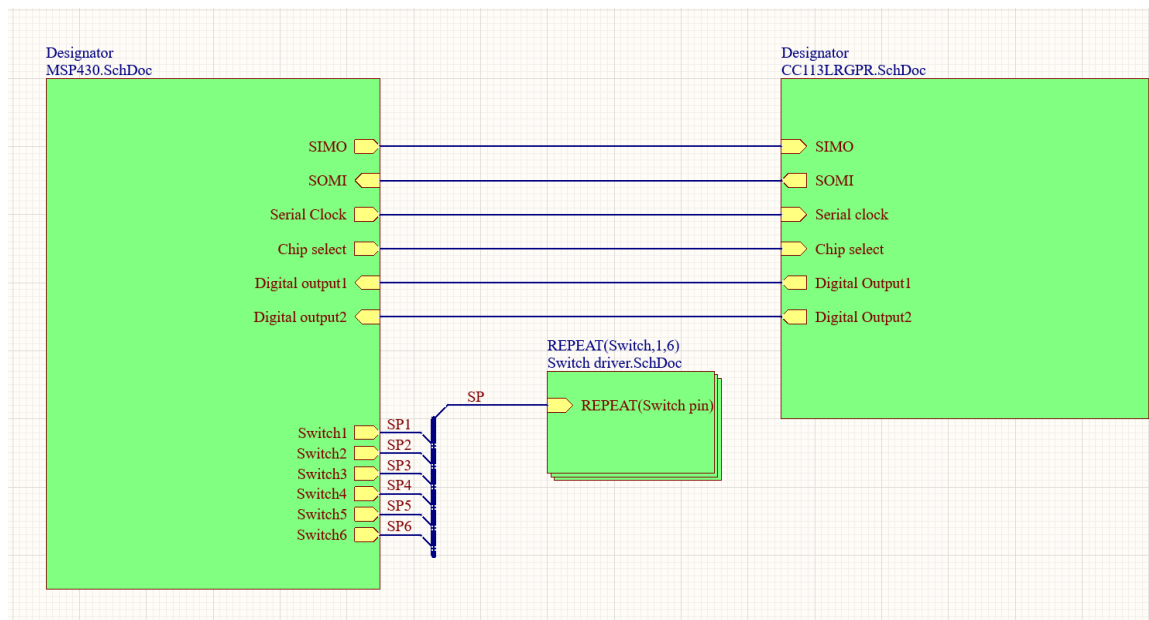 Designator
MSP430.SchDoc
Designator
CC113LRGPR.SchDoc
SIMO
SIMO
SOMI
SOMI
Serial Clock
Serial clock
Chip select
Chip select
Digital output1
Digital Output1
Digital output2
Digital Output2
REPEAT(Switch,1,6)
Switch driver.SchDoc
SP
REPEAT(Switch pin)
Switch1
SP1
Switch2
SP2
Switch3
SP3
Switch4
SP4
Switch5
SP5
Switch6
SP6